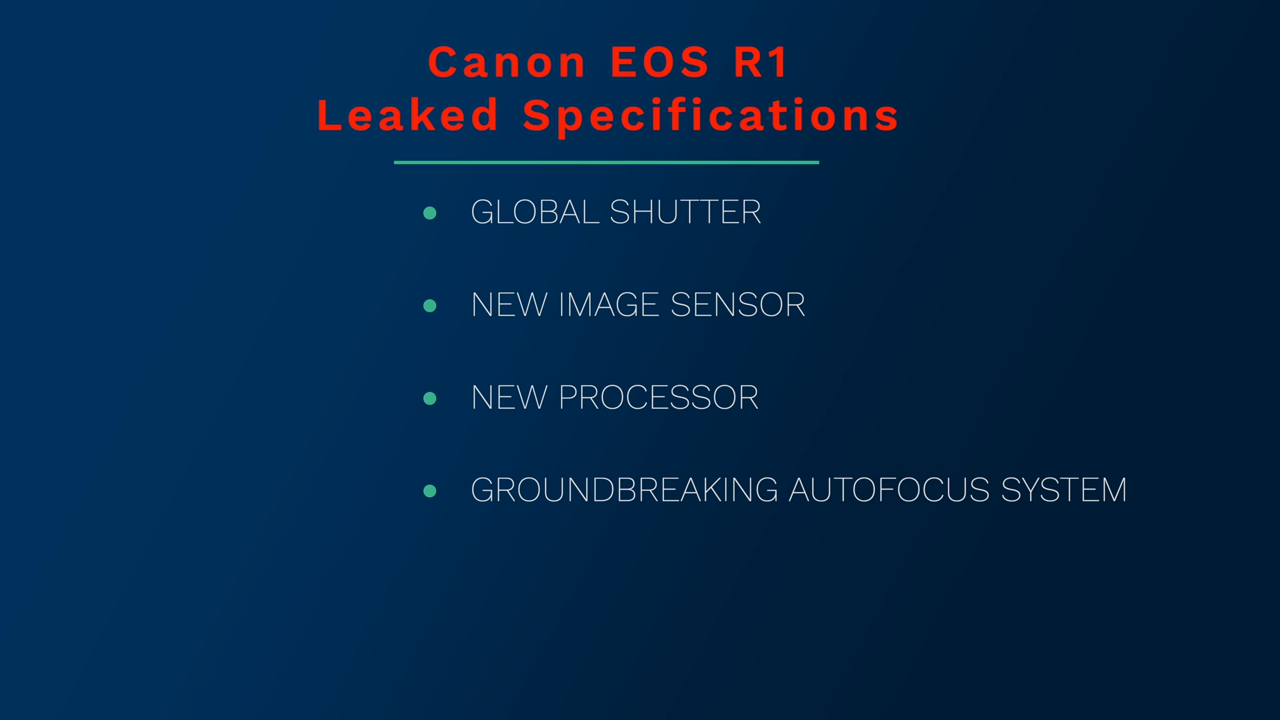 Canon EOS R1
Leaked Specifications
GLOBAL SHUTTER
NEW IMAGE SENSOR
NEW PROCESSOR
GROUNDBREAKING AUTOFOCUS SYSTEM